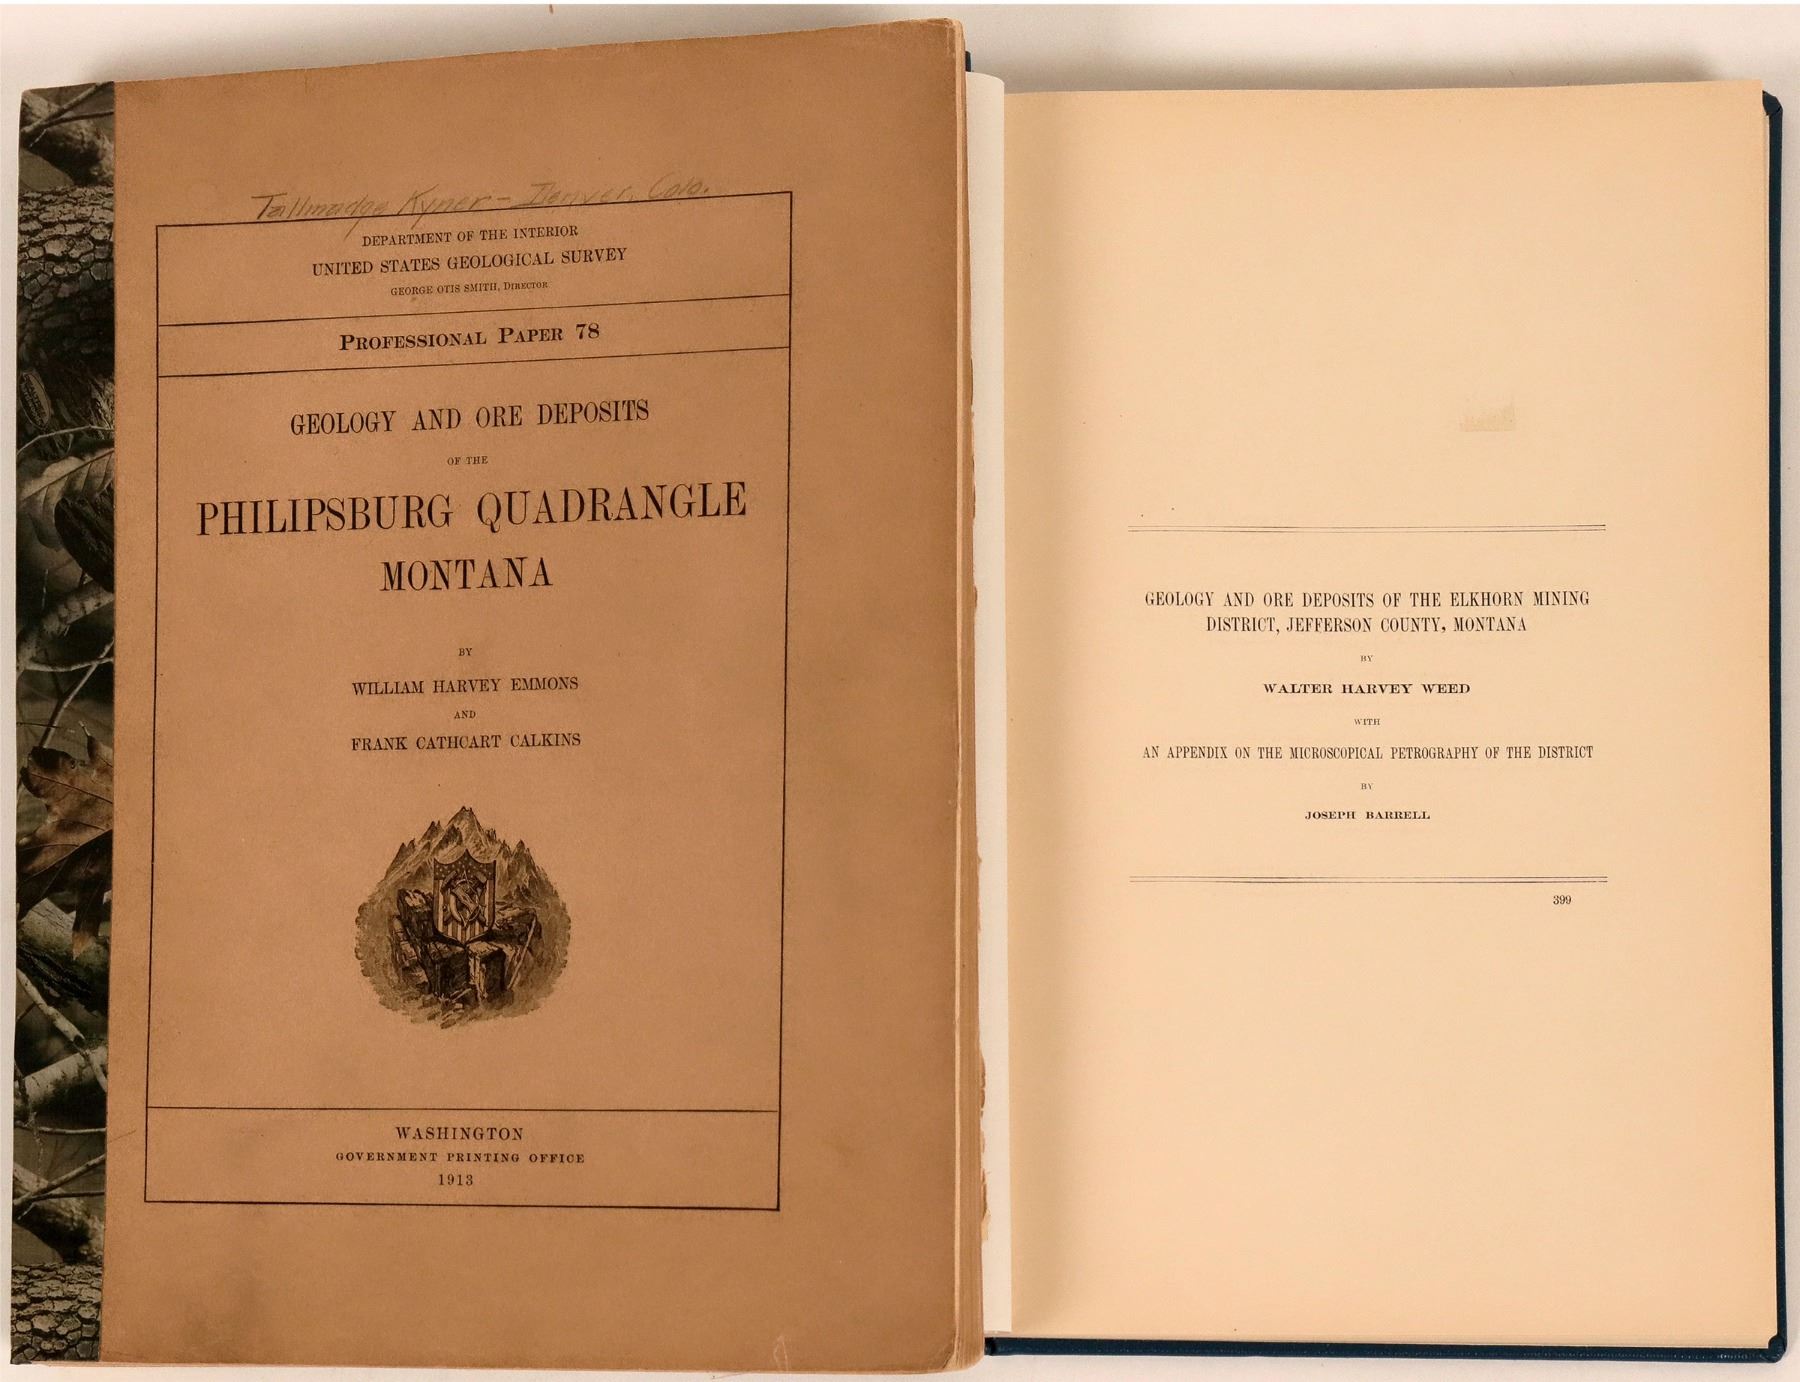 Tallmadge Kyner - Denver, Colo.
DEPARTMENT OF THE INTERIOR
UNITED STATES GEOLOGICAL SURVEY
GEORGE OTIS SMITH, DIRECTOR
PROFESSIONAL PAPER 78
GEOLOGY AND ORE DEPOSITS
OF THE
PHILIPSBURG QUADRANGLE
MONTANA
BY
WILLIAM HARVEY EMMONS
AND
FRANK CATHCART CALKINS
WASHINGTON
GOVERNMENT PRINTING OFFICE
1913
GEOLOGY AND ORE DEPOSITS OF THE ELKHORN MINING
DISTRICT, JEFFERSON COUNTY, MONTANA
BY
WALTER HARVEY WEED
WITH
AN APPENDIX ON THE MICROSCOPICAL PETROGRAPHY OF THE DISTRICT
BY
JOSEPH BARRELL
399